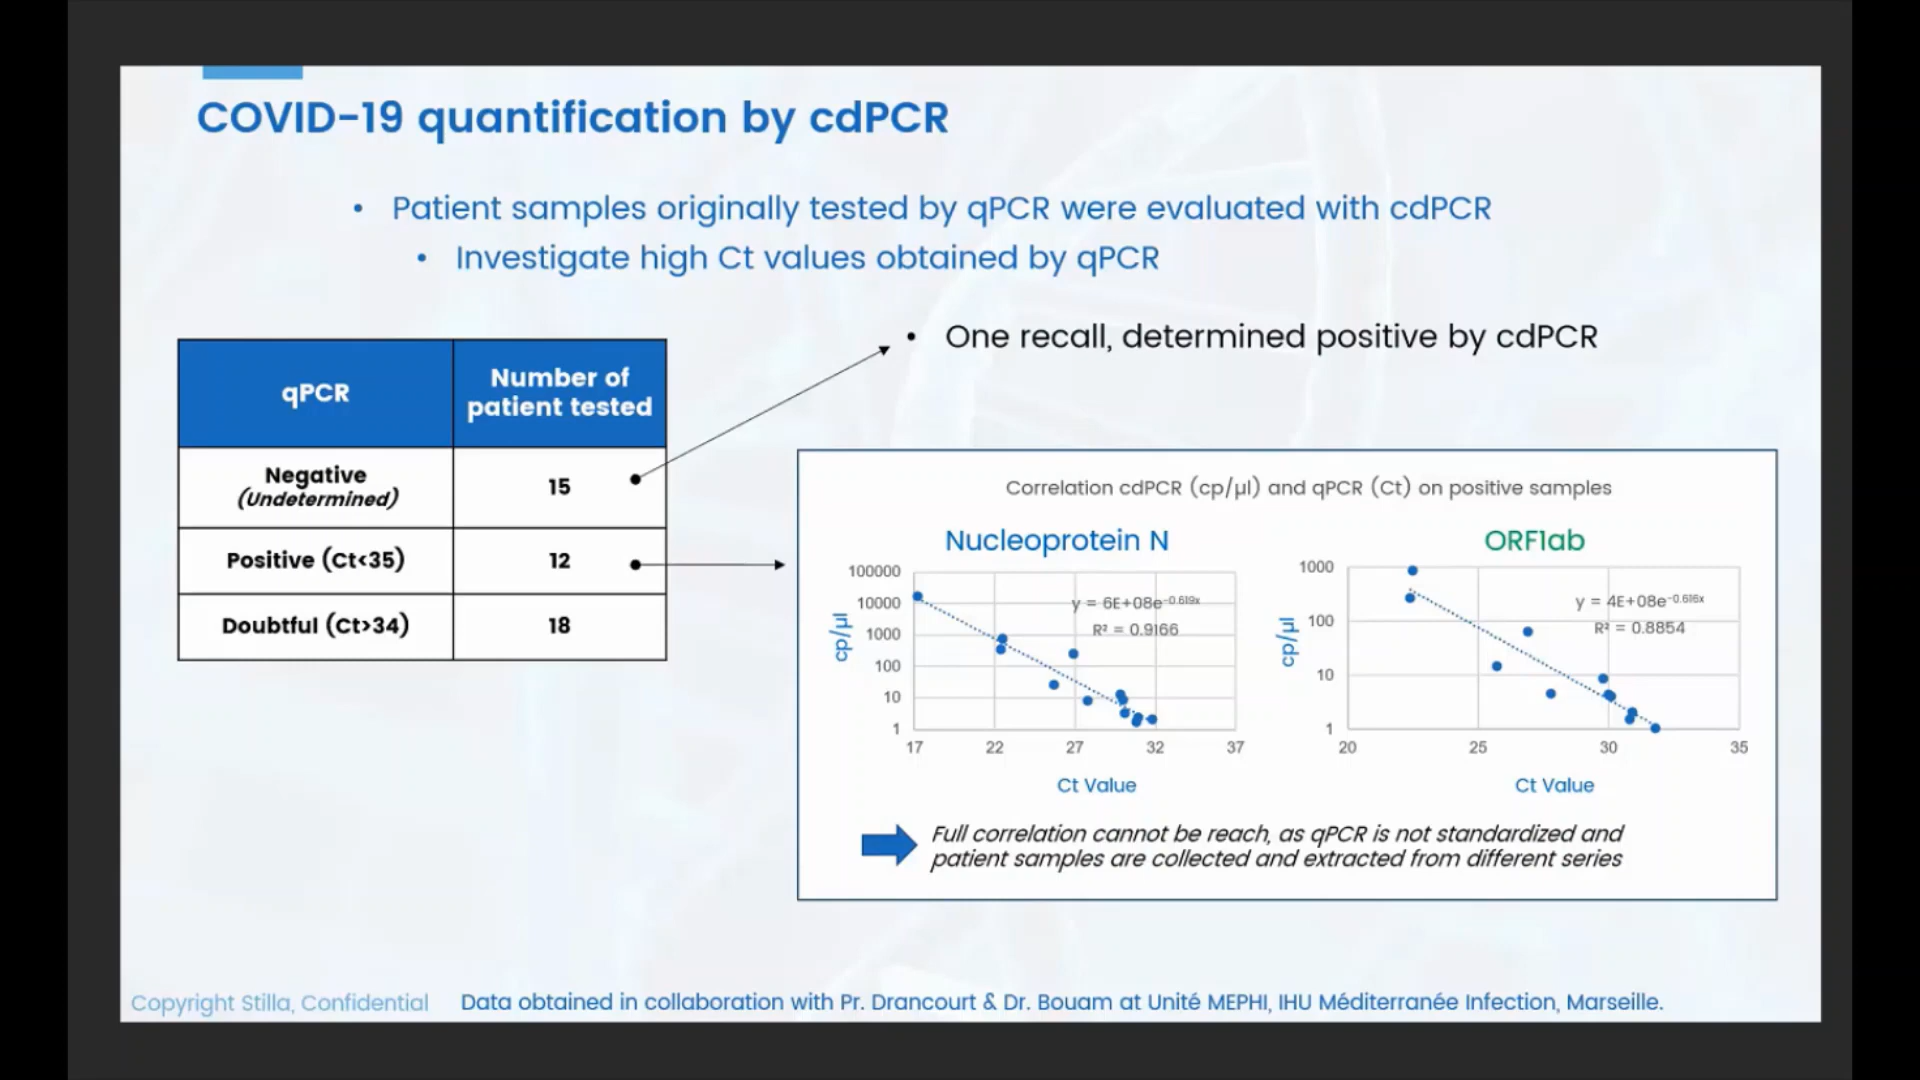 COVID-19 quantification by cdPCR
• Patient samples originally tested by qPCR were evaluated with cdPCR
• Investigate high Ct values obtained by qPCR
• One recall, determined positive by cdPCR
qPCR
Number of
patient tested
Negative
(Undetermined)
15
Positive (Ct<35)
12
Doubtful (Ct>34)
18
Correlation cdPCR (cp/µl) and qPCR (Ct) on positive samples
Nucleoprotein N
100000
10000
1000
100
10
1
cp/µl
y = 6E+08e^-0.619x
R² = 0.9166
17 22 27 32 37
Ct Value
ORF1ab
1000
100
10
1
cp/µl
y = 4E+08e^-0.616x
R² = 0.8854
20 25 30 35
Ct Value
Full correlation cannot be reach, as qPCR is not standardized and
patient samples are collected and extracted from different series
Copyright Stilla, Confidential
Data obtained in collaboration with Pr. Drancourt & Dr. Bouam at Unité MEPHI, IHU Méditerranée Infection, Marseille.